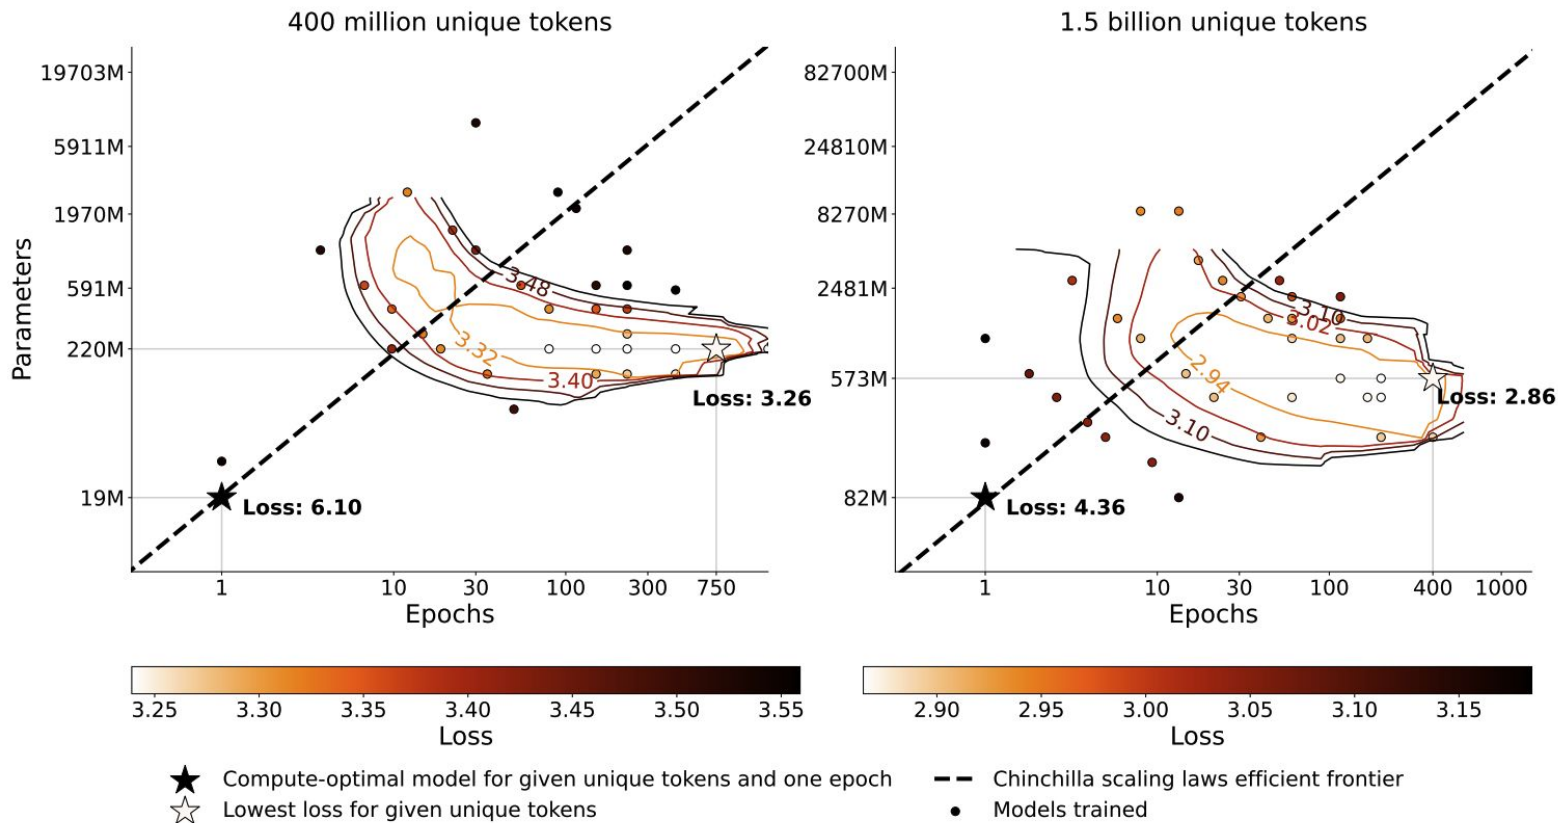 400 million unique tokens
1.5 billion unique tokens
Parameters
19703M
5911M
1970M
591M
220M
19M
3.48
3.32
3.40
Loss: 3.26
Loss: 6.10
1 10 30 100 300 750
Epochs
82700M
24810M
8270M
2481M
573M
82M
3.10
3.02
2.94
3.10
Loss: 2.86
Loss: 4.36
1 10 30 100 400 1000
Epochs
3.25 3.30 3.35 3.40 3.45 3.50 3.55
Loss
2.90 2.95 3.00 3.05 3.10 3.15
Loss
Compute-optimal model for given unique tokens and one epoch
Lowest loss for given unique tokens
Chinchilla scaling laws efficient frontier
Models trained